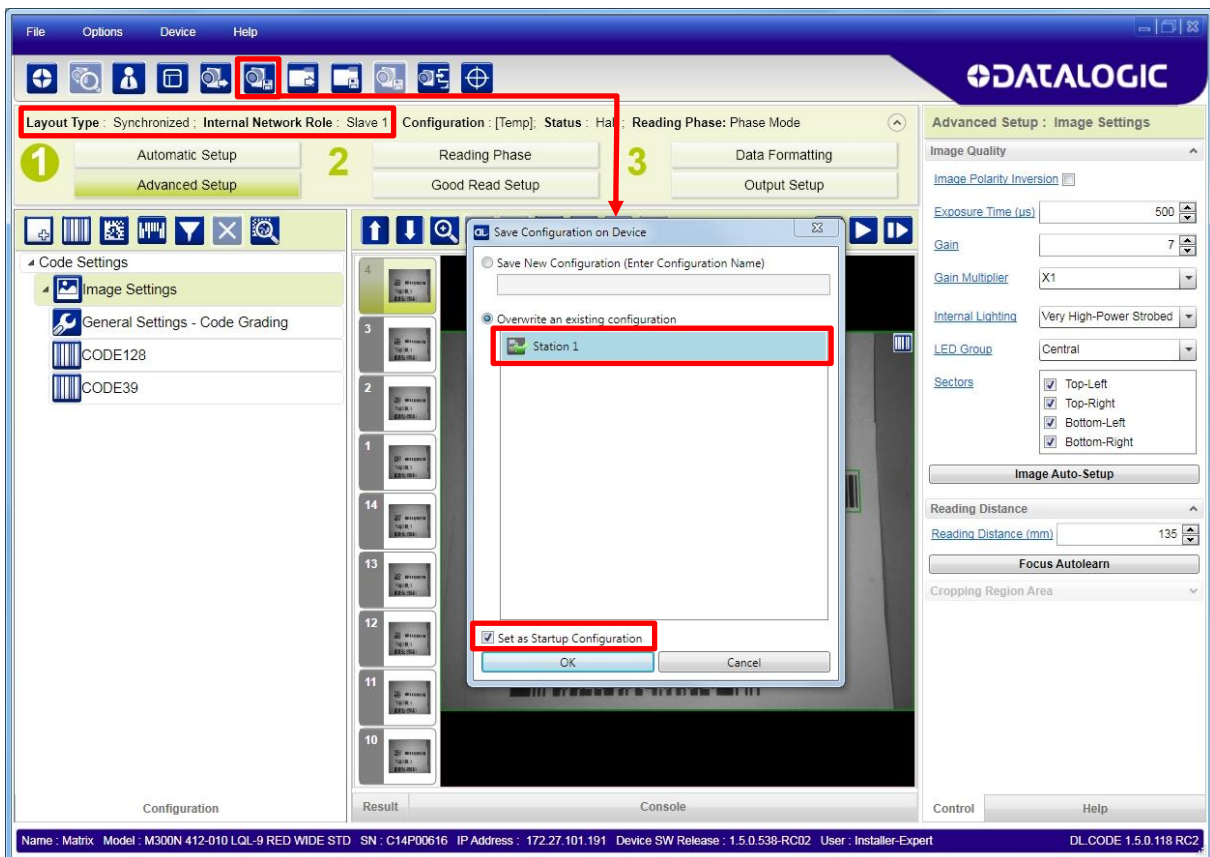 File Options Device Help
DATALOGIC
Layout Type : Synchronized ; Internal Network Role : Slave 1 Configuration : [Temp]; Status : Hal ; Reading Phase: Phase Mode
1 Automatic Setup
Advanced Setup
2 Reading Phase
Good Read Setup
3 Data Formatting
Output Setup
Code Settings
Image Settings
General Settings - Code Grading
CODE128
CODE39
Configuration
4
3
2
1
14
13
12
11
10
Result Console
Save Configuration on Device
Save New Configuration (Enter Configuration Name)
Overwrite an existing configuration
Station 1
Set as Startup Configuration
OK Cancel
Advanced Setup : Image Settings
Image Quality
Image Polarity Inversion
Exposure Time (µs) 500
Gain 7
Gain Multiplier X1
Internal Lighting Very High-Power Strobed
LED Group Central
Sectors Top-Left
Top-Right
Bottom-Left
Bottom-Right
Image Auto-Setup
Reading Distance
Reading Distance (mm) 135
Focus Autolearn
Cropping Region Area
Control Help
Name : Matrix Model : M300N 412-010 LQL-9 RED WIDE STD SN : C14P00616 IP Address : 172.27.101.191 Device SW Release : 1.5.0.538-RC02 User : Installer-Expert DL.CODE 1.5.0.118 RC2